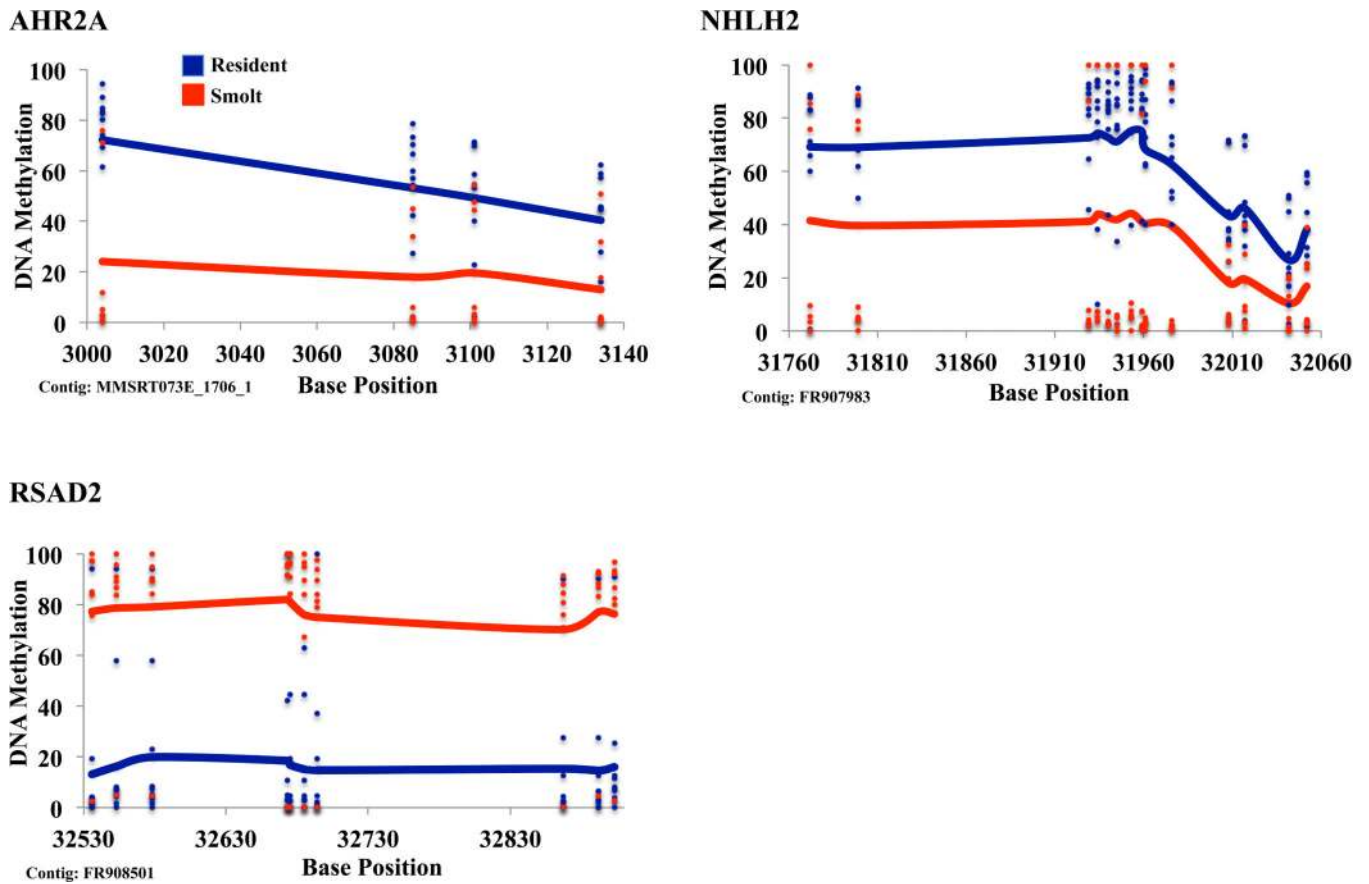 AHR2A
Resident
Smolt
DNA Methylation
100
80
60
40
20
0
3000 3020 3040 3060 3080 3100 3120 3140
Contig: MMSRT073E_1706_1
Base Position
NHLH2
DNA Methylation
100
80
60
40
20
0
31760 31810 31860 31910 31960 32010 32060
Contig: FR907983
Base Position
RSAD2
DNA Methylation
100
80
60
40
20
0
32530 32630 32730 32830
Base Position
Contig: FR908501